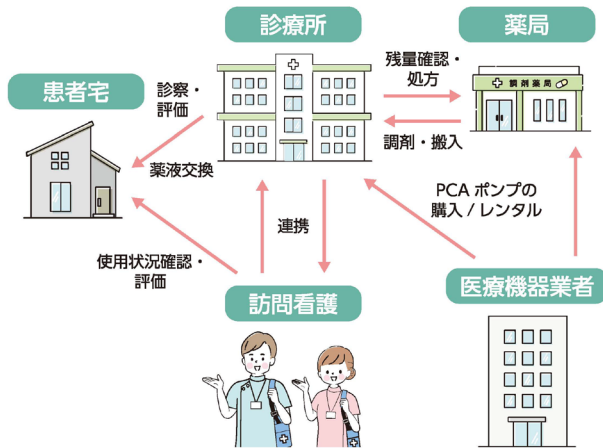 診療所
薬局
患者宅
診察・
評価
残量確認・
処方
調剤薬局
調剤・搬入
薬液交換
PCA ポンプの
購入 / レンタル
連携
使用状況確認・
評価
訪問看護
医療機器業者